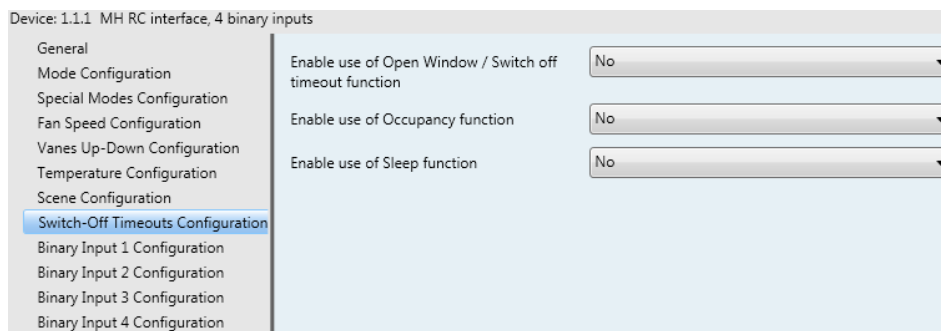 Device: 1.1.1 MH RC interface, 4 binary inputs
General
Mode Configuration
Special Modes Configuration
Fan Speed Configuration
Vanes Up-Down Configuration
Temperature Configuration
Scene Configuration
Switch-Off Timeouts Configuration
Binary Input 1 Configuration
Binary Input 2 Configuration
Binary Input 3 Configuration
Binary Input 4 Configuration
Enable use of Open Window / Switch off
timeout function
No
Enable use of Occupancy function
No
Enable use of Sleep function
No